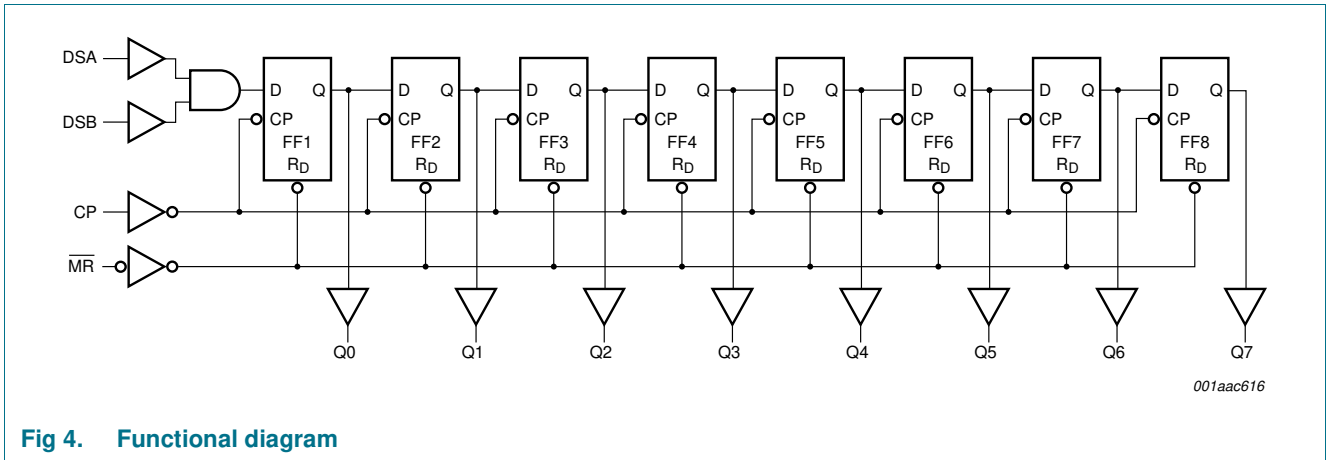 DSA
DSB
CP
MR
D Q
CP
FF1
RD
D Q
CP
FF2
RD
D Q
CP
FF3
RD
D Q
CP
FF4
RD
D Q
CP
FF5
RD
D Q
CP
FF6
RD
D Q
CP
FF7
RD
D Q
CP
FF8
RD
Q0 Q1 Q2 Q3 Q4 Q5 Q6 Q7
001aac616
Fig 4. Functional diagram